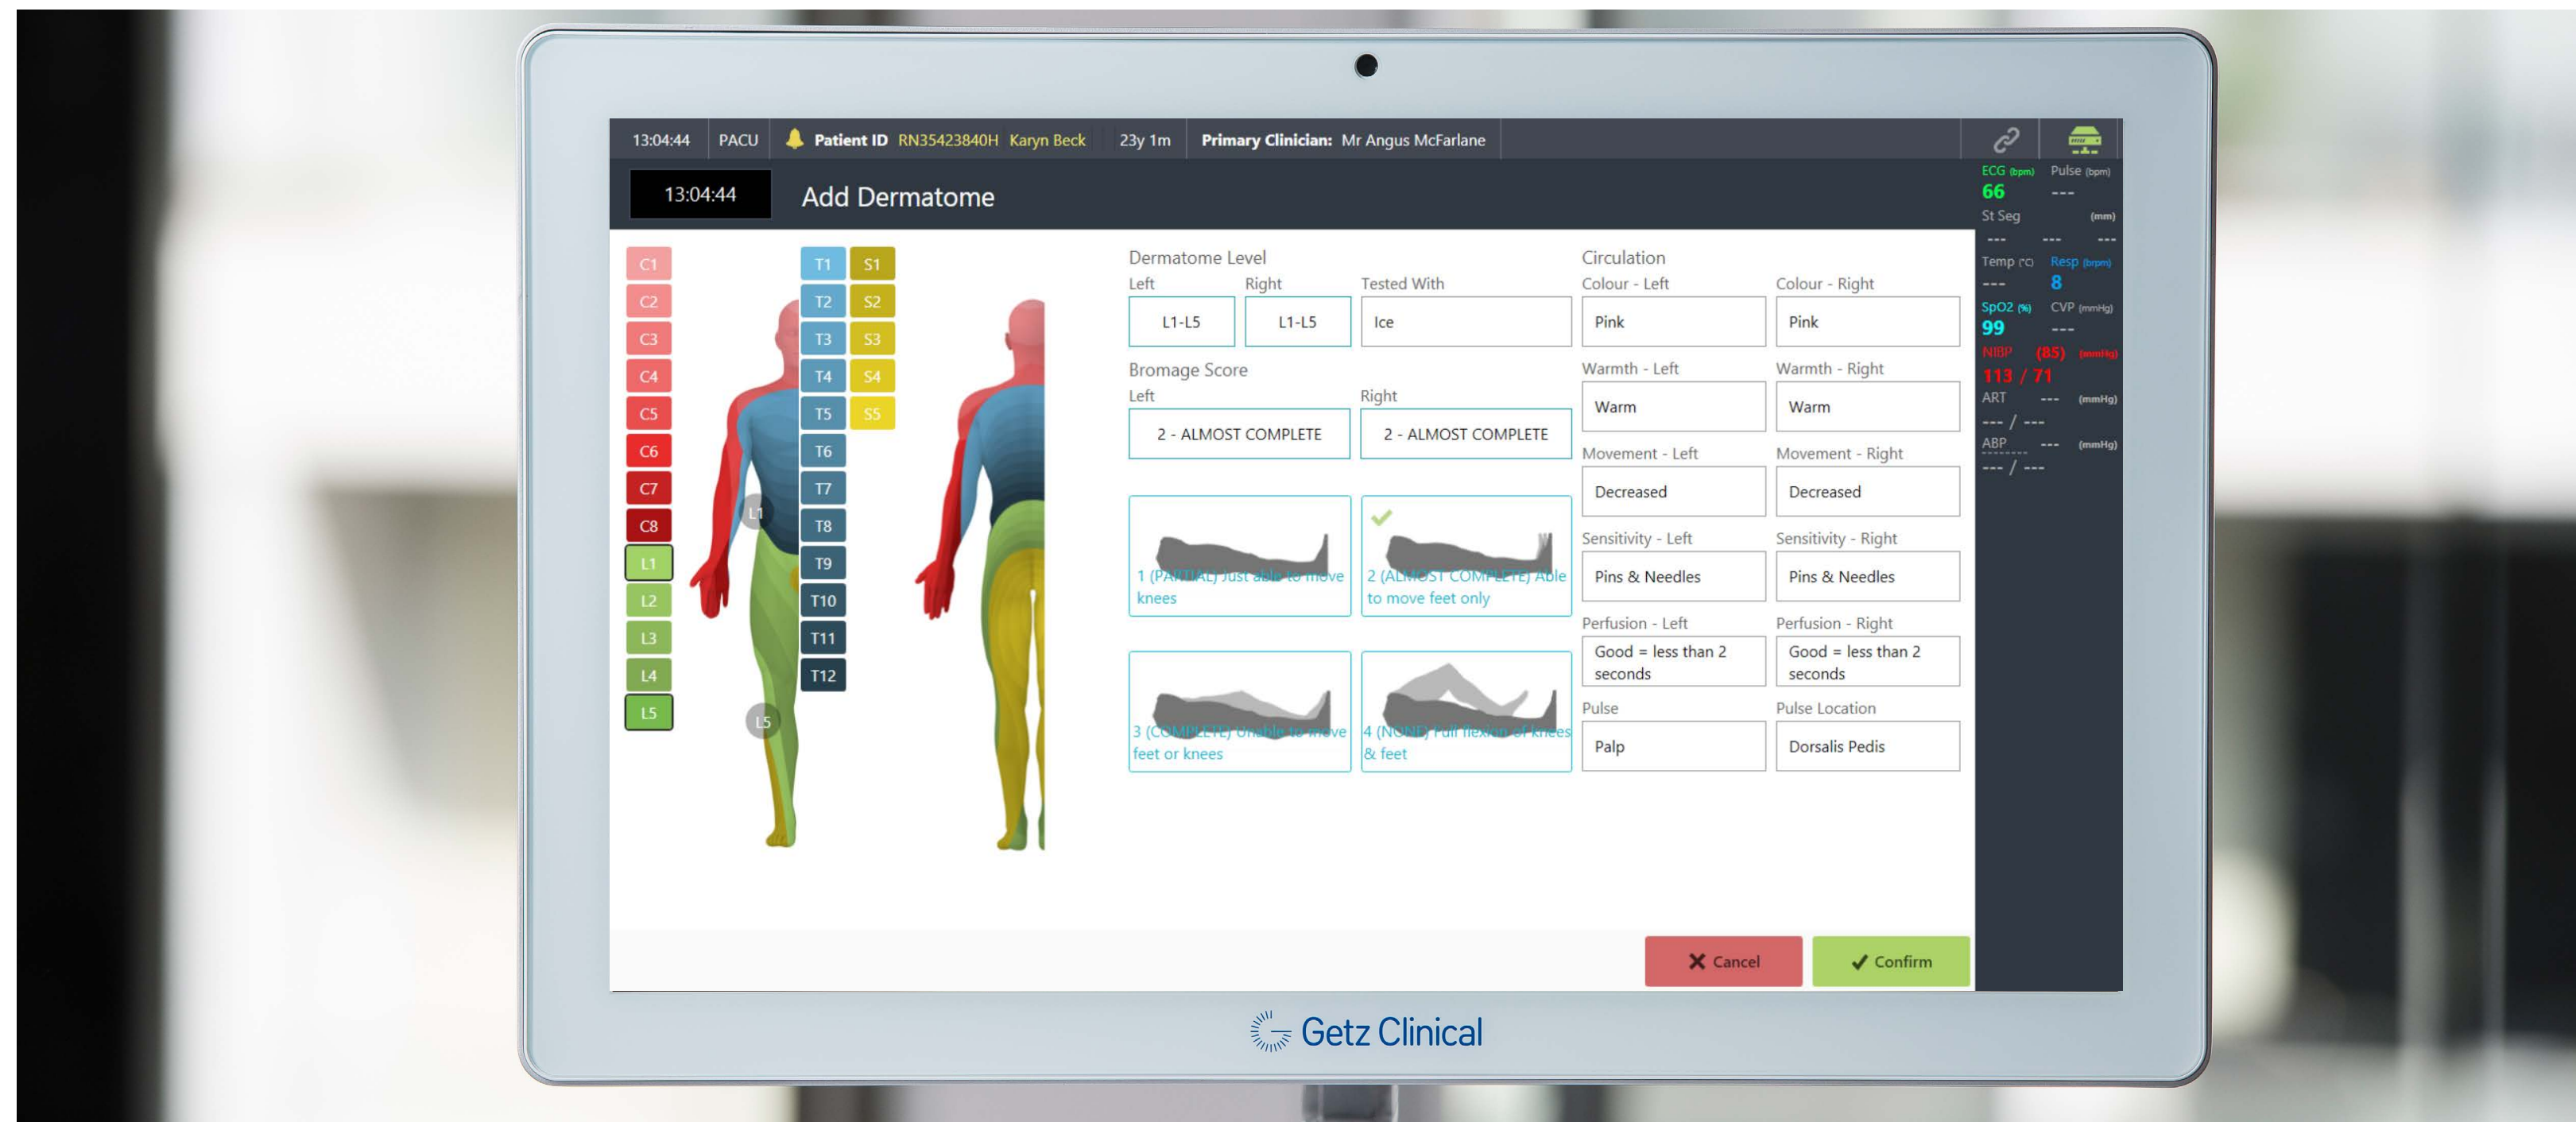 13:04:44 PACU Patient ID RN35423840H Karyn Beck 23y 1m Primary Clinician: Mr Angus McFarlane
13:04:44 Add Dermatome
C1
C2
C3
C4
C5
C6
C7
C8
L1
L2
L3
L4
L5
L1
L5
T1
T2
T3
T4
T5
T6
T7
T8
T9
T10
T11
T12
S1
S2
S3
S4
S5
Dermatome Level
Left Right Tested With
L1-L5 L1-L5 Ice
Bromage Score
Left Right
2 - ALMOST COMPLETE 2 - ALMOST COMPLETE
1 (PARTIAL) Just able to move
knees
2 (ALMOST COMPLETE) Able
to move feet only
3 (COMPLETE) Unable to move
feet or knees
4 (NONE) Full flexion of knees
& feet
Circulation
Colour - Left Colour - Right
Pink Pink
Warmth - Left Warmth - Right
Warm Warm
Movement - Left Movement - Right
Decreased Decreased
Sensitivity - Left Sensitivity - Right
Pins & Needles Pins & Needles
Perfusion - Left Perfusion - Right
Good = less than 2
seconds
Good = less than 2
seconds
Pulse Pulse Location
Palp Dorsalis Pedis
Cancel Confirm
ECG (bpm) Pulse (bpm)
66 ---
St Seg (mm)
--- --- ---
Temp (°C) Resp (brpm)
--- 8
SpO2 (%) CVP (mmHg)
99 ---
NIBP (85) (mmHg)
113 / 71
ART --- (mmHg)
--- / ---
ABP --- (mmHg)
--- / ---
Getz Clinical